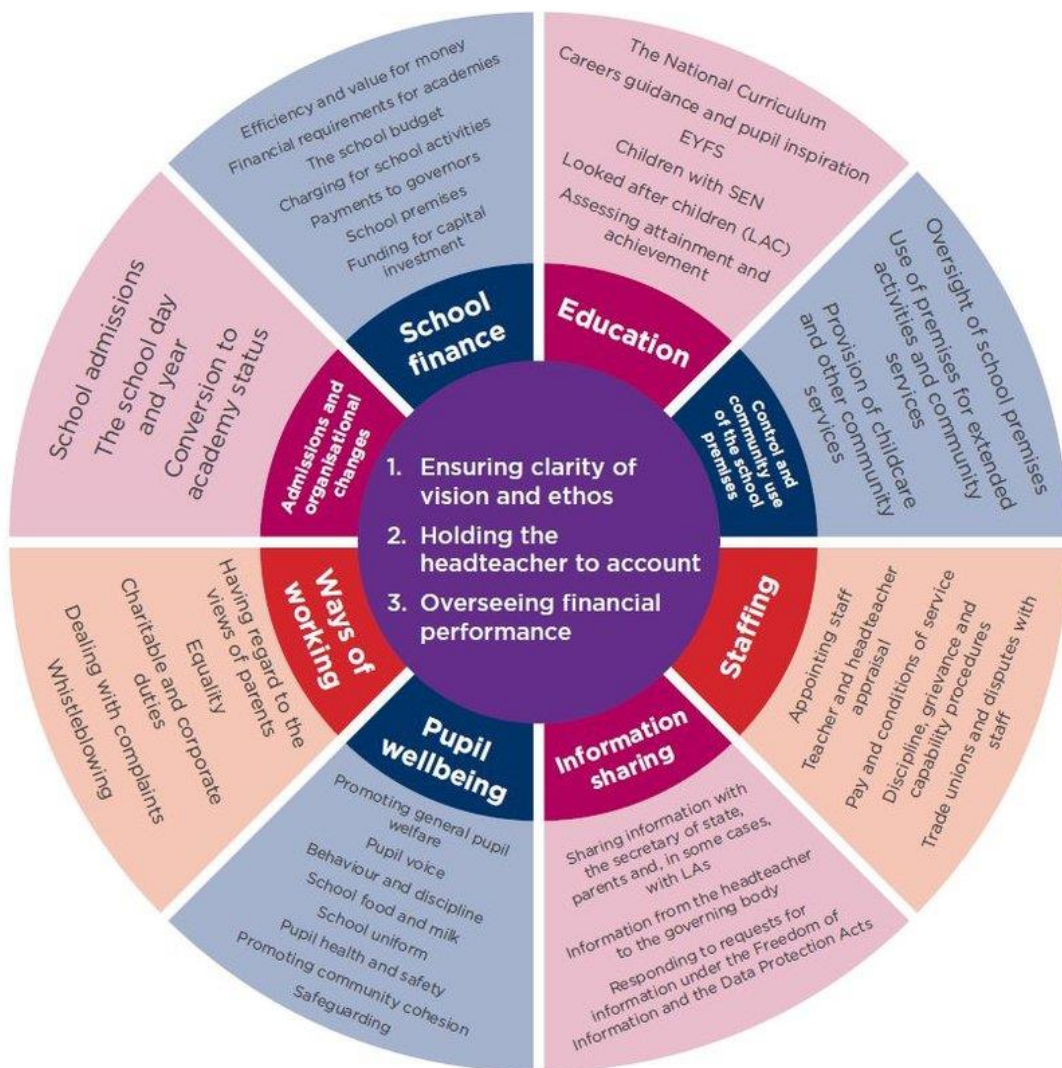 1. Ensuring clarity of
vision and ethos
2. Holding the
headteacher to account
3. Overseeing financial
performance
Education
The National Curriculum
Careers guidance and pupil inspiration
EYFS
Children with SEN
Looked after children (LAC)
Assessing attainment and
achievement
Control and
community use
of the school
premises
Oversight of school premises
Use of premises for extended
activities and community
services
Provision of childcare
and other community
services
Staffing
Appointing staff
Teacher and headteacher
appraisal
Pay and conditions of service
Discipline, grievance and
capability procedures
Trade unions and disputes with
staff
Information
sharing
Sharing information with
the secretary of state,
parents and, in some cases,
with LAs
Information from the headteacher
to the governing body
Responding to requests for
information under the Freedom of
Information and the Data Protection Acts
Pupil
wellbeing
Promoting general pupil
welfare
Pupil voice
Behaviour and discipline
School food and milk
School uniform
Pupil health and safety
Promoting community cohesion
Safeguarding
Ways of
working
Having regard to the
views of parents
Equality
Charitable and corporate
duties
Dealing with complaints
Whistleblowing
Admissions and
organisational
changes
School admissions
The school day
and year
Conversion to
academy status
School
finance
Efficiency and value for money
Financial requirements for academies
The school budget
Charging for school activities
Payments to governors
School premises
Funding for capital
investment